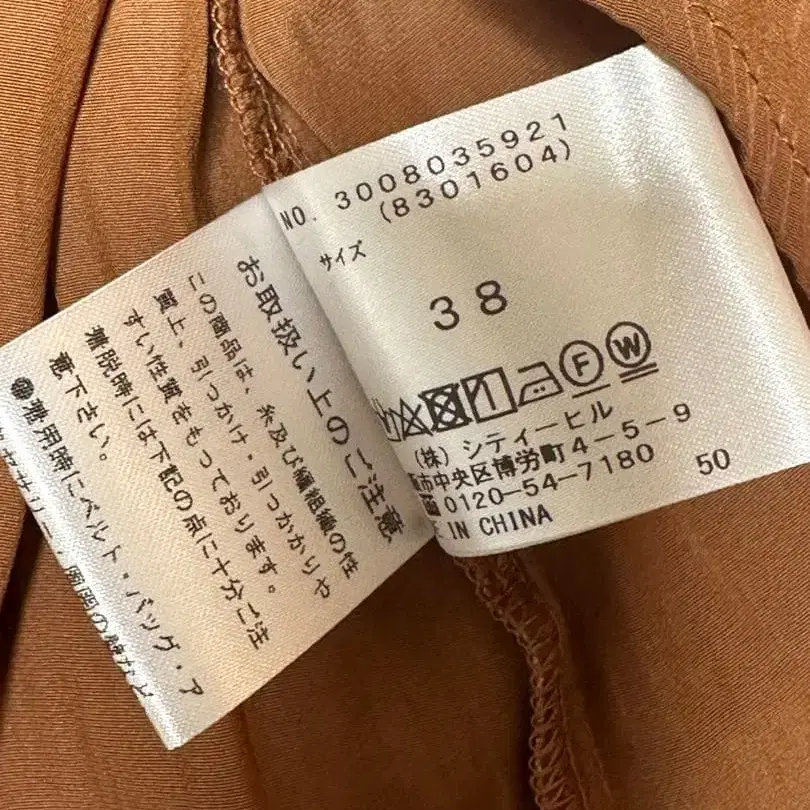 NO. 3008035921
(8301604)
サイズ
38
F W
(株) シティーヒル
市中央区博労町4-5-9
0120-54-7180 50
IN CHINA
お取扱い上のご注意
この商品は、糸及び繊組織の性
質上、引っかけ・引っかかりや
すい性質をもっております。
着脱時には下記の点に十分ご注
意下さい。
着用時にベルト・バッグ・ア